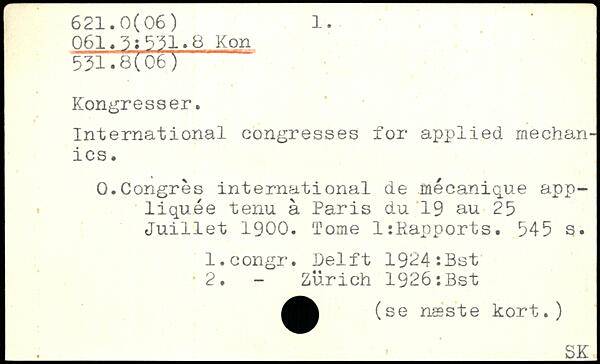 621.0(06) 1.
061.3:531.8 Kon
531.8(06)
Kongresser.
International congresses for applied mechan-
ics.
0.Congrès international de mécanique app-
liquée tenu à Paris du 19 au 25
Juillet 1900. Tome 1:Rapports. 545 s.
1.congr. Delft 1924:Bst
2. - Zürich 1926:Bst
(se næste kort.)
SK